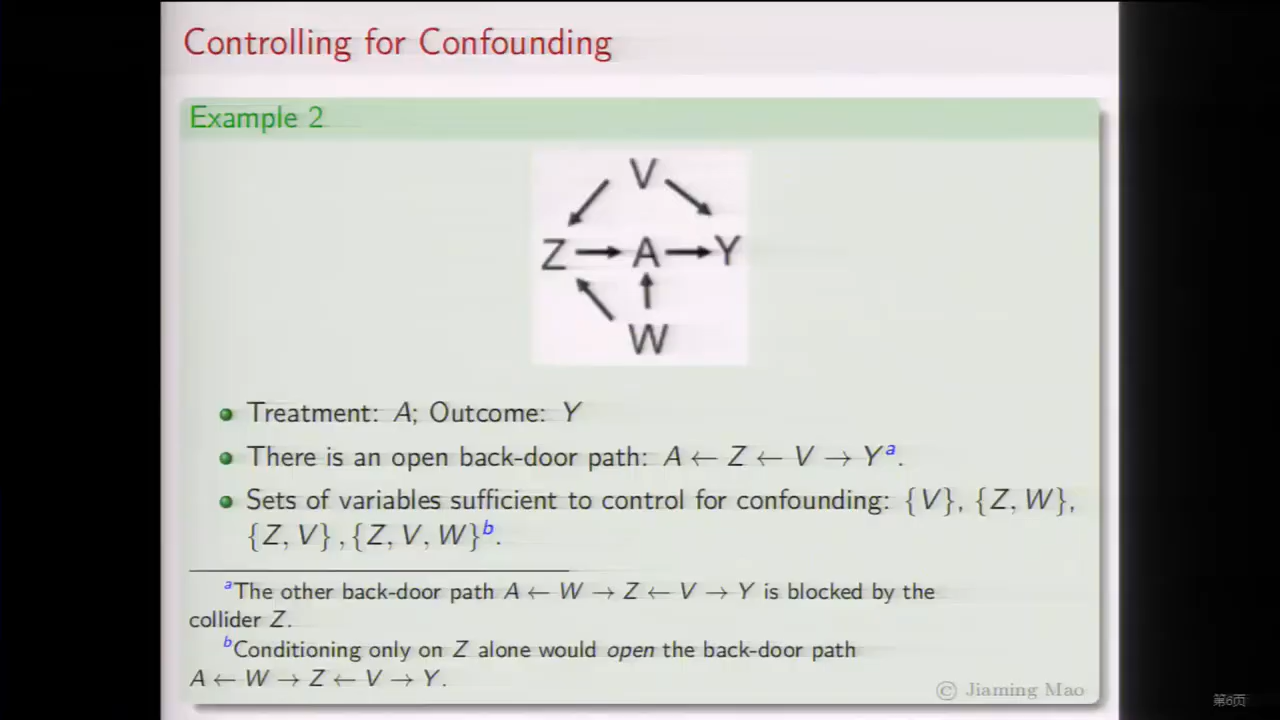 Controlling for Confounding
Example 2
V
Z → A → Y
W
Treatment: A; Outcome: Y
There is an open back-door path: A ← Z ← V → Yᵃ.
Sets of variables sufficient to control for confounding: {V}, {Z, W},
{Z, V} ,{Z, V, W}ᵇ.
ᵃThe other back-door path A ← W → Z ← V → Y is blocked by the
collider Z.
ᵇConditioning only on Z alone would open the back-door path
A ← W → Z ← V → Y.
© Jiaming Mao
第6页